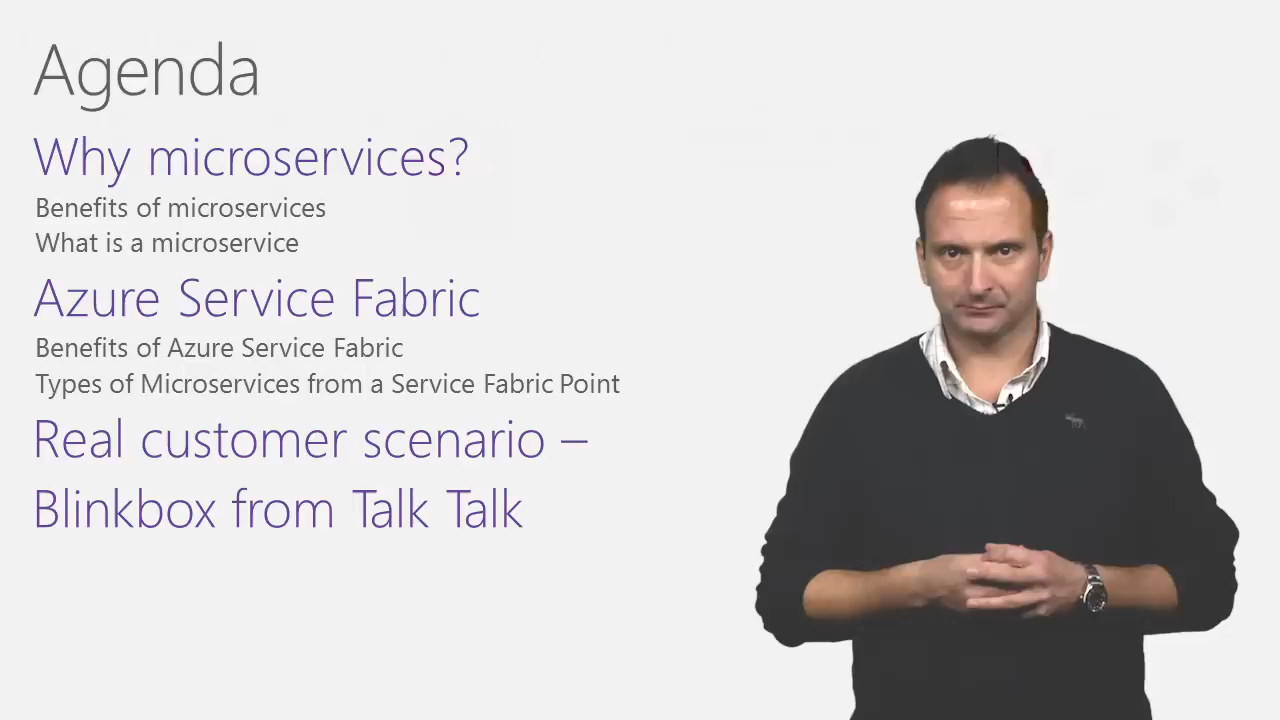 Agenda
Why microservices?
Benefits of microservices
What is a microservice
Azure Service Fabric
Benefits of Azure Service Fabric
Types of Microservices from a Service Fabric Point
Real customer scenario –
Blinkbox from Talk Talk